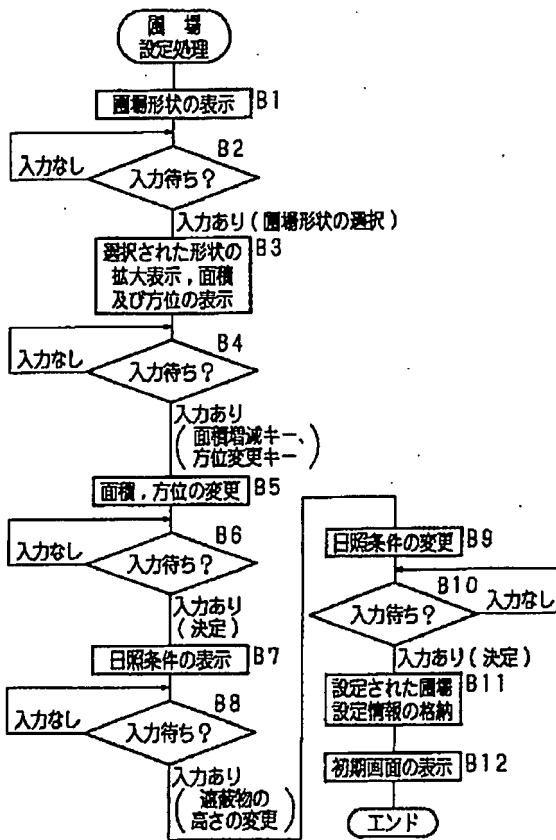 圃場
設定処理
圃場形状の表示 B1
B2
入力なし
入力待ち?
入力あり(圃場形状の選択)
選択された形状の B3
拡大表示,面積
及び方位の表示
B4
入力なし
入力待ち?
入力あり
(面積増減キー、
方位変更キー)
面積,方位の変更 B5
B6
入力なし
入力待ち?
入力あり
(決定)
日照条件の表示 B7
B8
入力なし
入力待ち?
入力あり
(遮蔽物の
高さの変更)
日照条件の変更 B9
B10
入力待ち?
入力なし
入力あり(決定)
設定された圃場 B11
設定情報の格納
初期画面の表示 B12
エンド